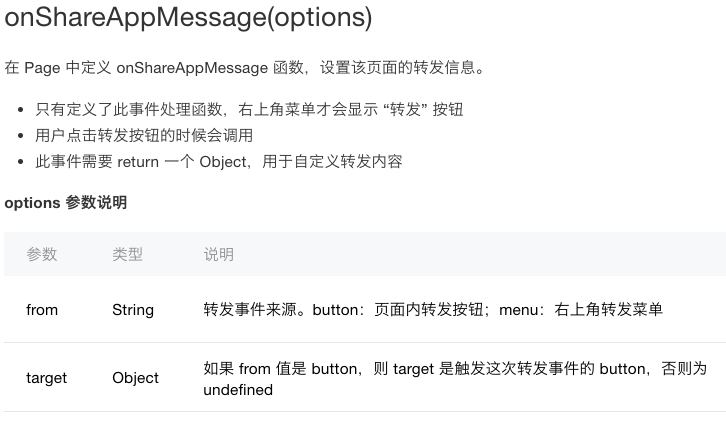 onShareAppMessage(options)
在 Page 中定义 onShareAppMessage 函数，设置该页面的转发信息。
• 只有定义了此事件处理函数，右上角菜单才会显示 “转发” 按钮
• 用户点击转发按钮的时候会调用
• 此事件需要 return 一个 Object，用于自定义转发内容
options 参数说明
参数 类型 说明
from String 转发事件来源。button：页面内转发按钮；menu：右上角转发菜单
target Object 如果 from 值是 button，则 target 是触发这次转发事件的 button，否则为
undefined